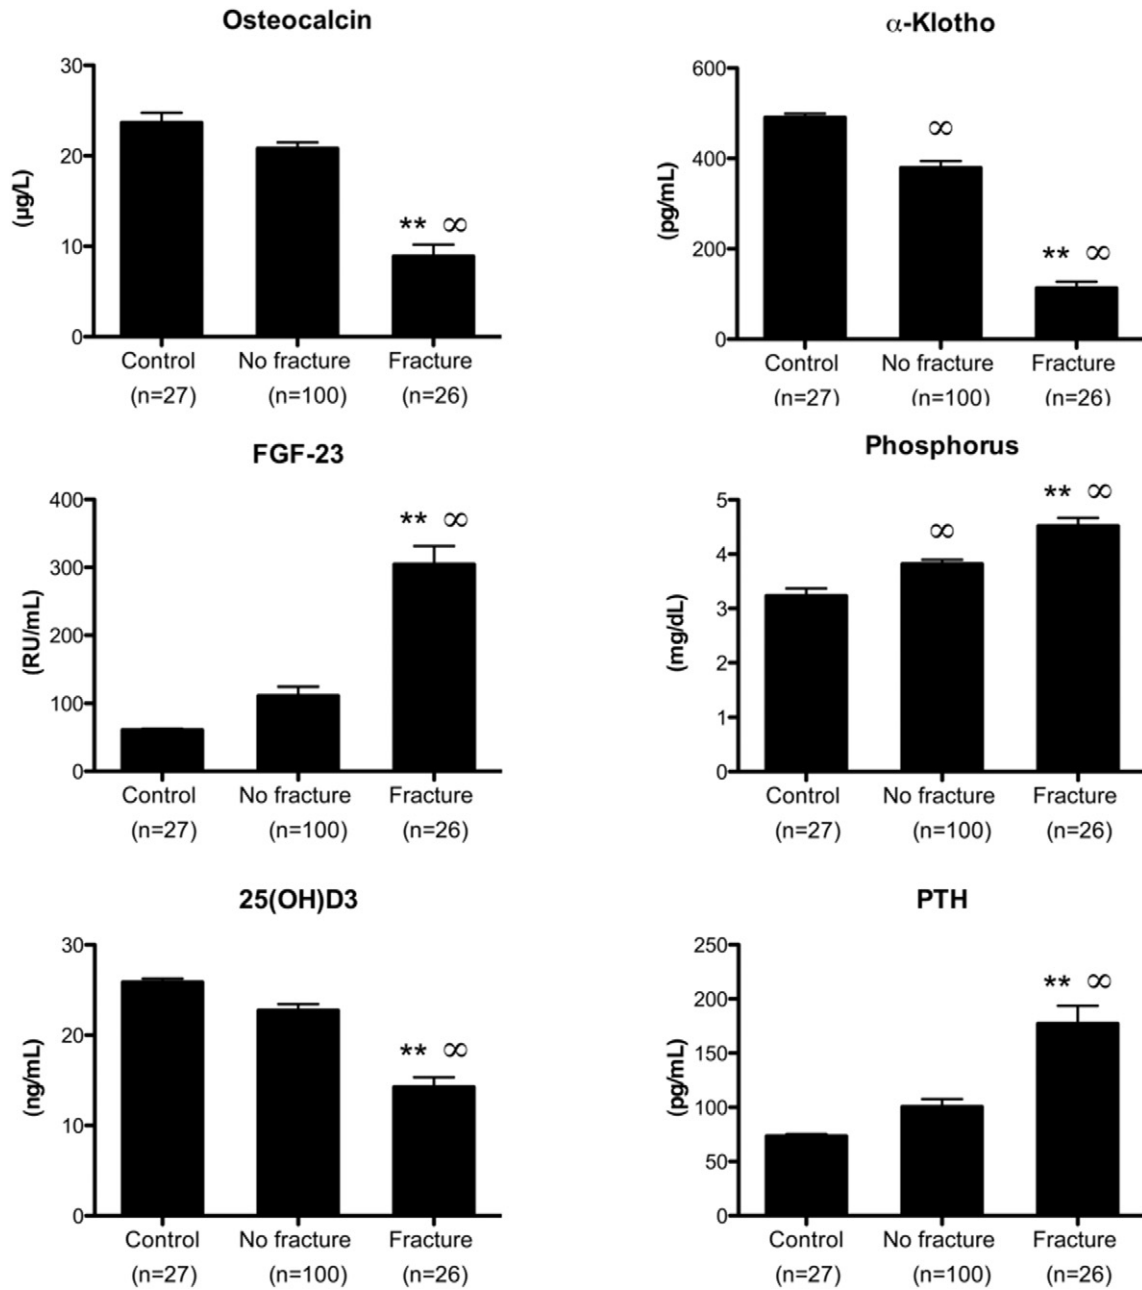 Osteocalcin
30
20
10
0
(µg/L)
** ∞
Control
No fracture
Fracture
(n=27)
(n=100)
(n=26)
α-Klotho
600
400
200
0
(pg/mL)
∞
** ∞
Control
No fracture
Fracture
(n=27)
(n=100)
(n=26)
FGF-23
400
300
200
100
0
(RU/mL)
** ∞
Control
No fracture
Fracture
(n=27)
(n=100)
(n=26)
Phosphorus
5
4
3
2
1
0
(mg/dL)
∞
** ∞
Control
No fracture
Fracture
(n=27)
(n=100)
(n=26)
25(OH)D3
30
20
10
0
(ng/mL)
** ∞
Control
No fracture
Fracture
(n=27)
(n=100)
(n=26)
PTH
250
200
150
100
50
0
(pg/mL)
** ∞
Control
No fracture
Fracture
(n=27)
(n=100)
(n=26)